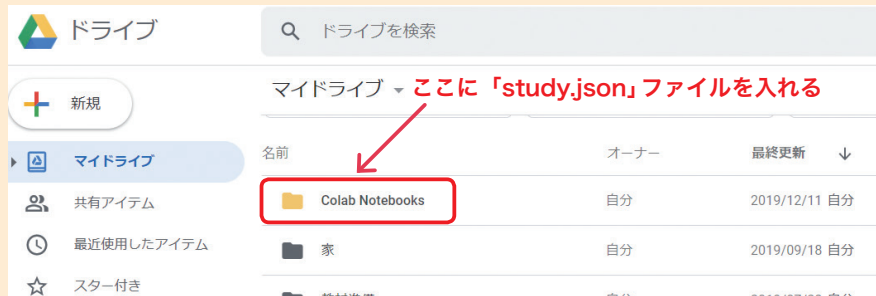 ドライブ
ドライブを検索
新規
マイドライブ
共有アイテム
最近使用したアイテム
スター付き
マイドライブ ここに「study.json」ファイルを入れる
名前 オーナー 最終更新 ↓
Colab Notebooks 自分 2019/12/11 自分
家 自分 2019/09/18 自分